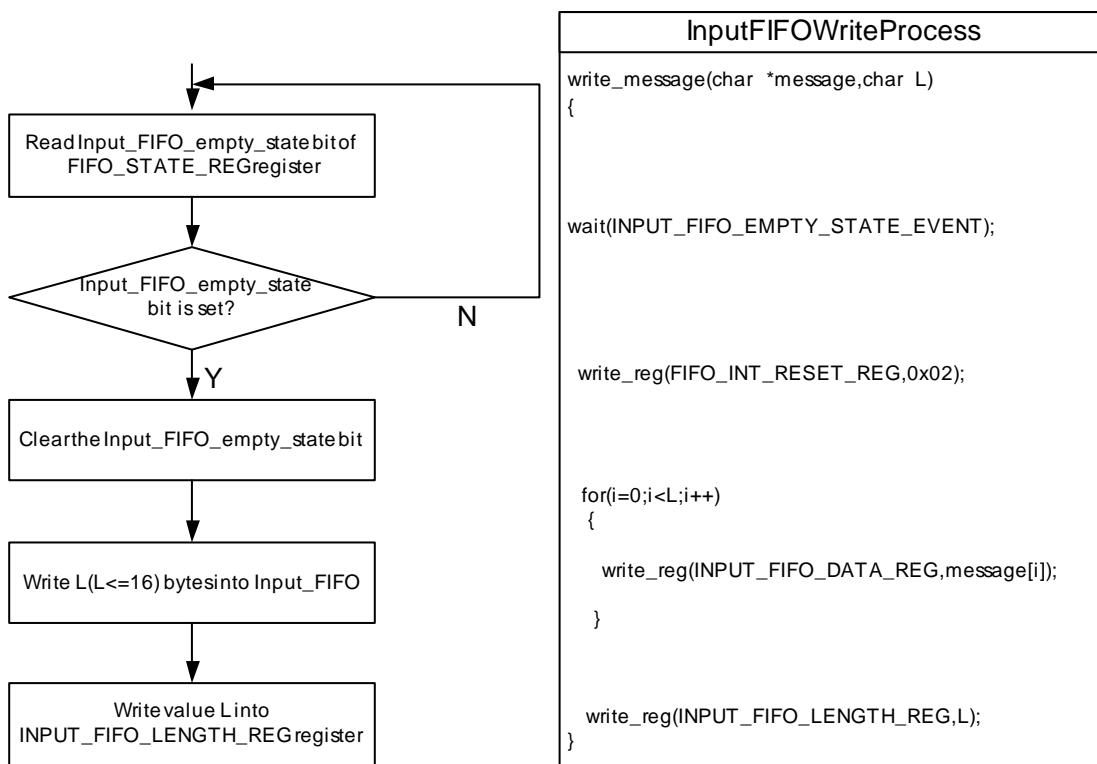 Read Input_FIFO_empty_state bit of
FIFO_STATE_REG register
Input_FIFO_empty_state
bit is set?
N
Y
Clear the Input_FIFO_empty_state bit
Write L(L<=16) bytes into Input_FIFO
Write value L into
INPUT_FIFO_LENGTH_REG register
InputFIFOWriteProcess
write_message(char *message,char L)
{
wait(INPUT_FIFO_EMPTY_STATE_EVENT);
write_reg(FIFO_INT_RESET_REG,0x02);
for(i=0;i<L;i++)
{
write_reg(INPUT_FIFO_DATA_REG,message[i]);
}
write_reg(INPUT_FIFO_LENGTH_REG,L);
}